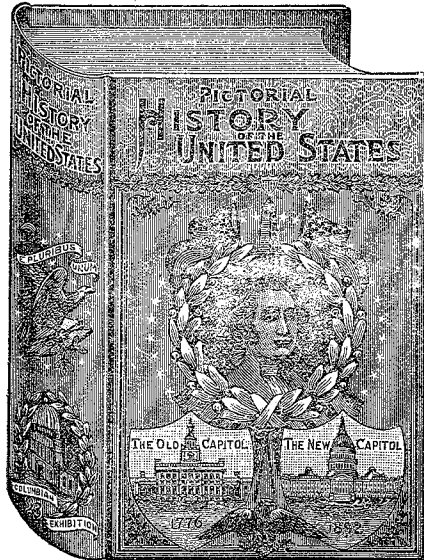 PICTORIAL
HISTORY
OF THE
UNITED STATES
E PLURIBUS
UNUM
COLUMBIAN
EXHIBITION
PICTORIAL
HISTORY
OF THE
UNITED STATES
THE OLD CAPITOL
THE NEW CAPITOL
1776
1892